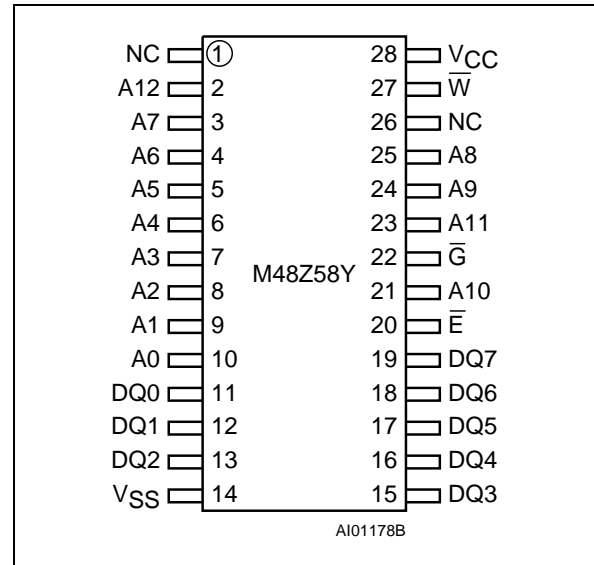 NC 1 28 VCC
A12 2 27 W̅
A7 3 26 NC
A6 4 25 A8
A5 5 24 A9
A4 6 23 A11
A3 7 22 G̅
M48Z58Y
A2 8 21 A10
A1 9 20 E̅
A0 10 19 DQ7
DQ0 11 18 DQ6
DQ1 12 17 DQ5
DQ2 13 16 DQ4
VSS 14 15 DQ3
AI01178B